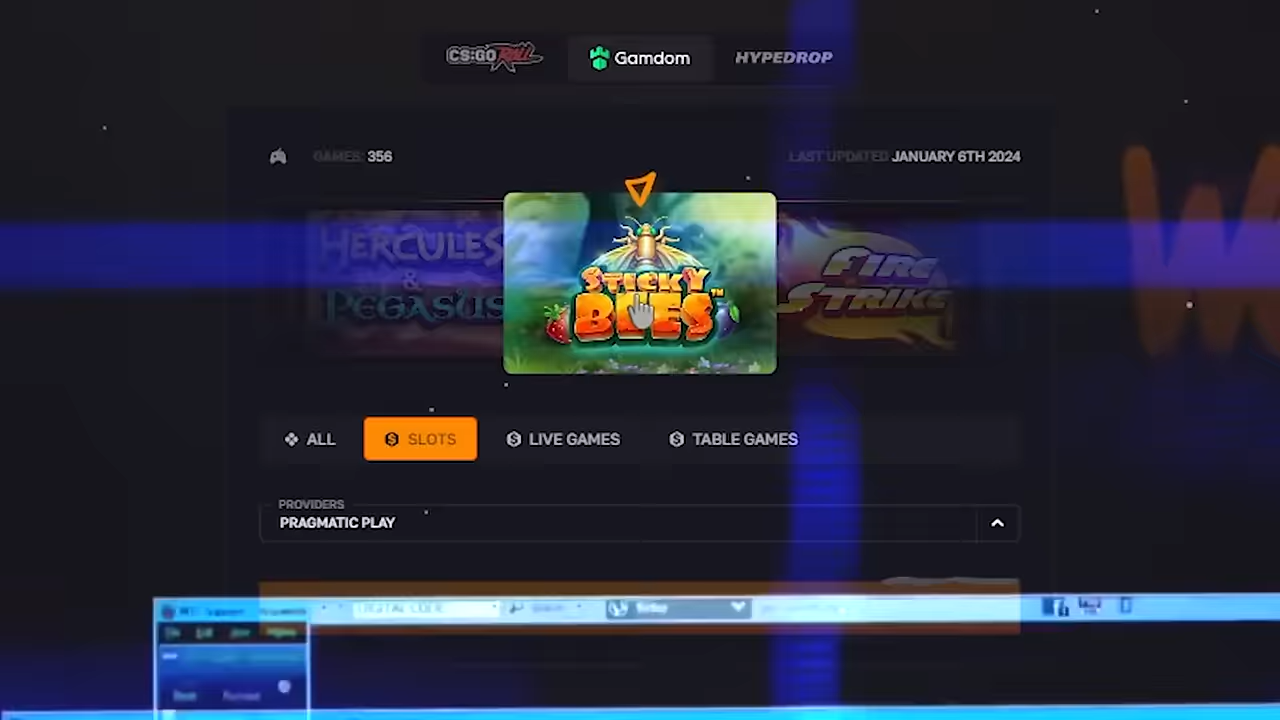 CS:GO ROLL
Gamdom
HYPEDROP
GAMES: 356
LAST UPDATED JANUARY 6TH 2024
HERCULES
&
PEGASUS
STICKY
BEES™
FIRE
STRIKE
W
ALL
SLOTS
LIVE GAMES
TABLE GAMES
PROVIDERS
PRAGMATIC PLAY